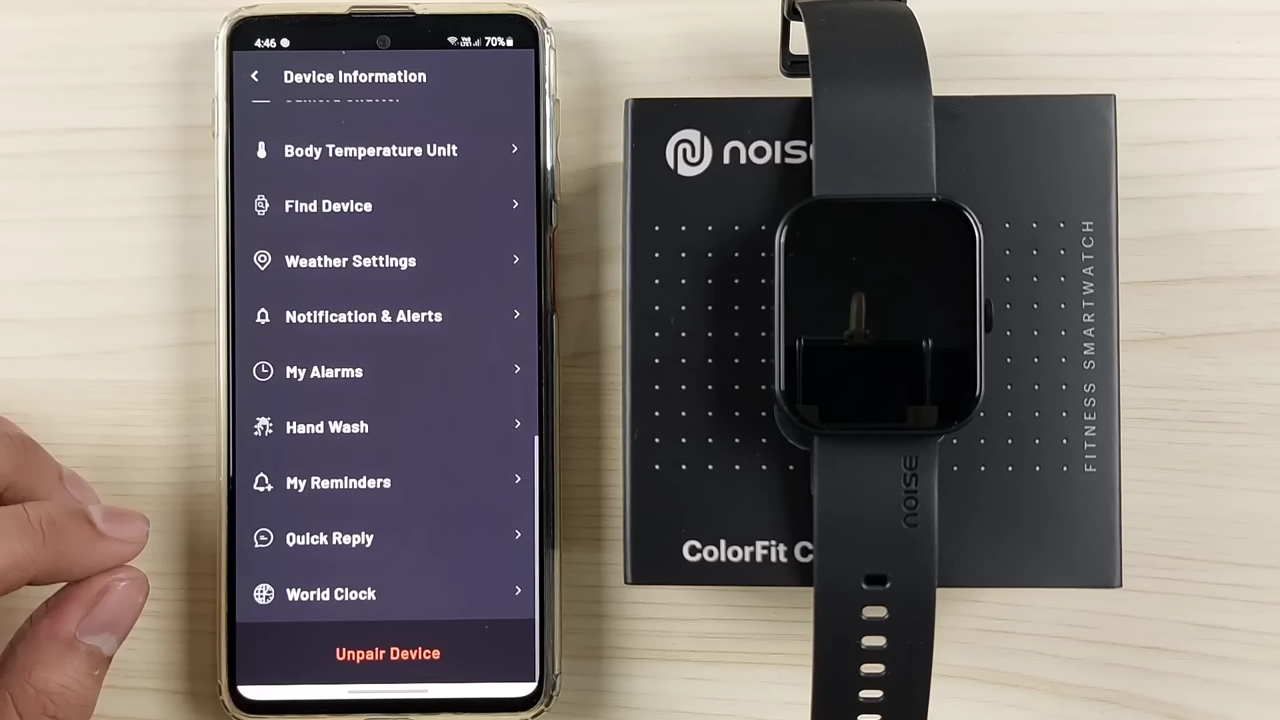 4:46
70%
Device Information
Body Temperature Unit
Find Device
Weather Settings
Notification & Alerts
My Alarms
Hand Wash
My Reminders
Quick Reply
World Clock
Unpair Device
NOISE
FITNESS SMARTWATCH
NOISE
ColorFit C